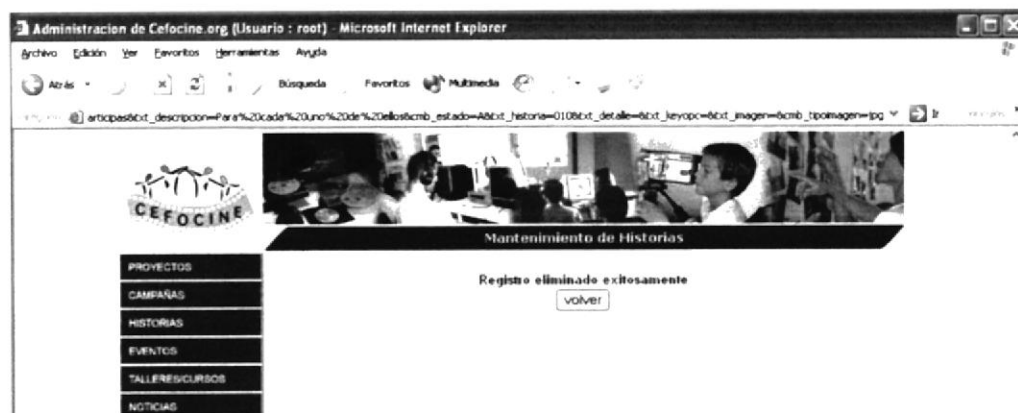 Administracion de Cefocine.org (Usuario : root) - Microsoft Internet Explorer
Archivo Edición Ver Favoritos Herramientas Ayuda
Atrás Búsqueda Favoritos Multimedia
articipas&txt_descripcion=Para%20cada%20uno%20de%20ellos&cmb_estado=A&txt_historia=010&txt_detalle=&txt_keyopc=&txt_imagen=&cmb_tipoimagen=jpg Ir
CEFOCINE
Mantenimiento de Historias
PROYECTOS
Registro eliminado exitosamente
CAMPAÑAS
volver
HISTORIAS
EVENTOS
TALLERES/CURSOS
NOTICIAS